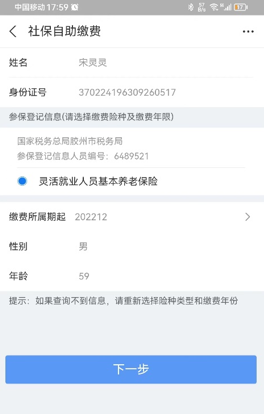 中国移动 17:59
社保自助缴费
姓名 宋灵灵
身份证号 370224196309260517
参保登记信息(请选择缴费险种及缴费年限)
国家税务总局胶州市税务局
参保登记信息人员编号：6489521
灵活就业人员基本养老保险
缴费所属期起 202212
性别 男
年龄 59
提示：如果查询不到信息，请重新选择险种类型和缴费年份
下一步